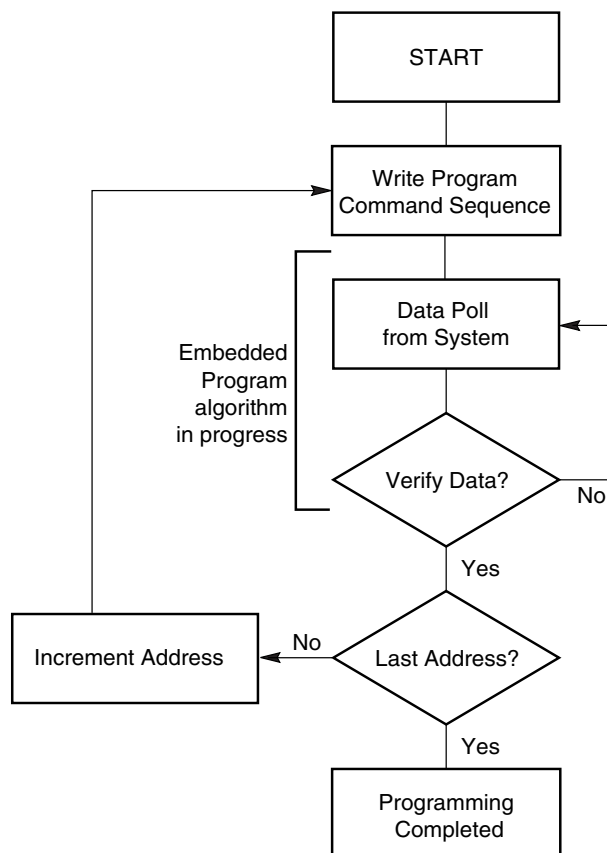 START
Write Program
Command Sequence
Data Poll
from System
Embedded
Program
algorithm
in progress
Verify Data?
No
Yes
Last Address?
No
Increment Address
Yes
Programming
Completed